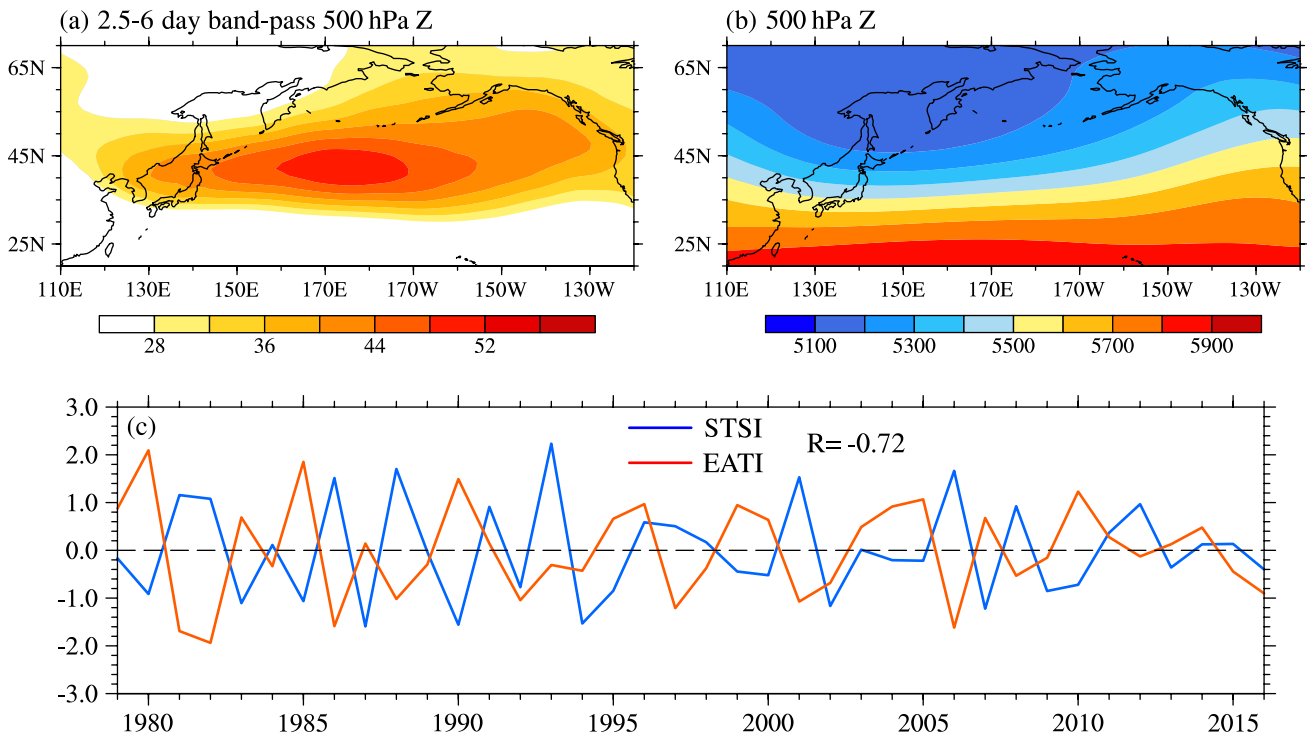 (a) 2.5-6 day band-pass 500 hPa Z
65N
45N
25N
110E 130E 150E 170E 170W 150W 130W
28 36 44 52
(b) 500 hPa Z
65N
45N
25N
110E 130E 150E 170E 170W 150W 130W
5100 5300 5500 5700 5900
(c)
STSI
EATI
R= -0.72
3.0
2.0
1.0
0.0
-1.0
-2.0
-3.0
1980 1985 1990 1995 2000 2005 2010 2015